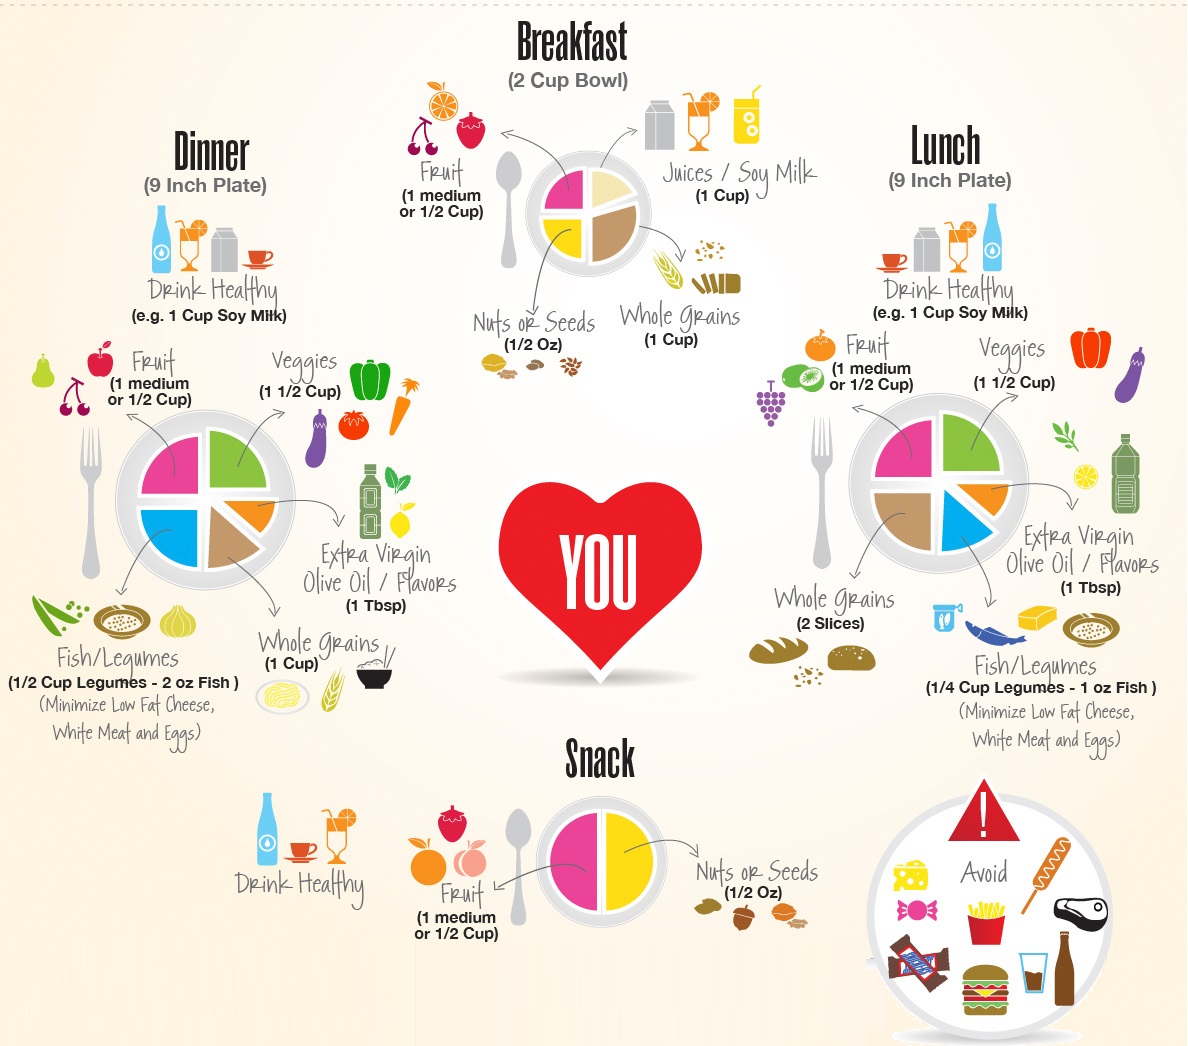 Breakfast
(2 Cup Bowl)
Fruit
(1 medium
or 1/2 Cup)
Juices / Soy Milk
(1 Cup)
Nuts or Seeds
(1/2 Oz)
Whole Grains
(1 Cup)
Dinner
(9 Inch Plate)
Drink Healthy
(e.g. 1 Cup Soy Milk)
Fruit
(1 medium
or 1/2 Cup)
Veggies
(1 1/2 Cup)
Extra Virgin
Olive Oil / Flavors
(1 Tbsp)
Whole Grains
(1 Cup)
Fish/Legumes
(1/2 Cup Legumes - 2 oz Fish )
(Minimize Low Fat Cheese,
White Meat and Eggs)
Lunch
(9 Inch Plate)
Drink Healthy
(e.g. 1 Cup Soy Milk)
Fruit
(1 medium
or 1/2 Cup)
Veggies
(1 1/2 Cup)
Extra Virgin
Olive Oil / Flavors
(1 Tbsp)
Whole Grains
(2 Slices)
Fish/Legumes
(1/4 Cup Legumes - 1 oz Fish )
(Minimize Low Fat Cheese,
White Meat and Eggs)
YOU
Snack
Drink Healthy
Fruit
(1 medium
or 1/2 Cup)
Nuts or Seeds
(1/2 Oz)
!
Avoid